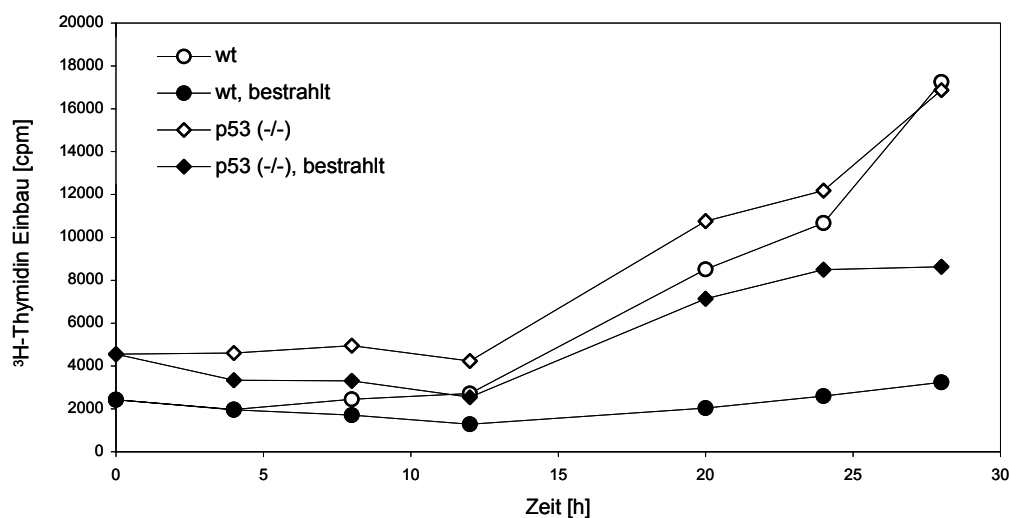 20000
18000
16000
14000
12000
10000
8000
6000
4000
2000
0
³H-Thymidin Einbau [cpm]
wt
wt, bestrahlt
p53 (-/-)
p53 (-/-), bestrahlt
0 5 10 15 20 25 30
Zeit [h]